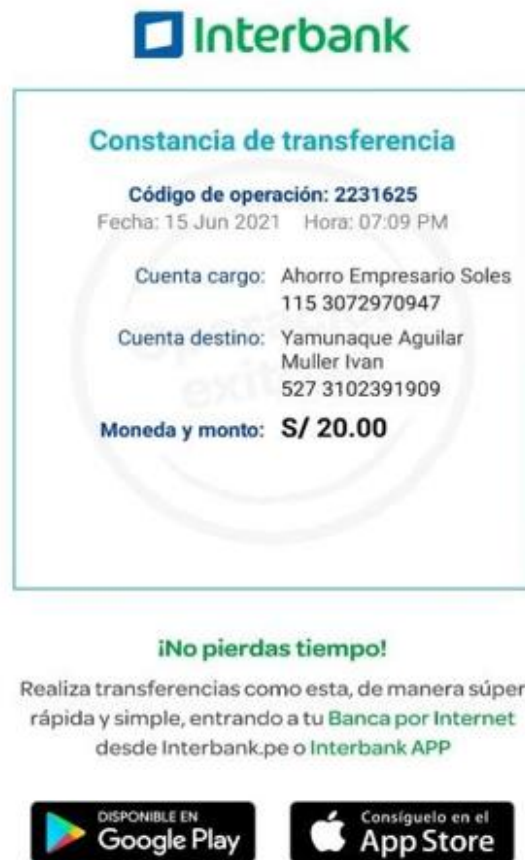 Interbank
Constancia de transferencia
Código de operación: 2231625
Fecha: 15 Jun 2021 Hora: 07:09 PM
Cuenta cargo: Ahorro Empresario Soles
115 3072970947
Cuenta destino: Yamunaque Aguilar
Muller Ivan
527 3102391909
Moneda y monto: S/ 20.00
¡No pierdas tiempo!
Realiza transferencias como esta, de manera súper
rápida y simple, entrando a tu Banca por Internet
desde Interbank.pe o Interbank APP
DISPONIBLE EN
Google Play
Consíguelo en el
App Store